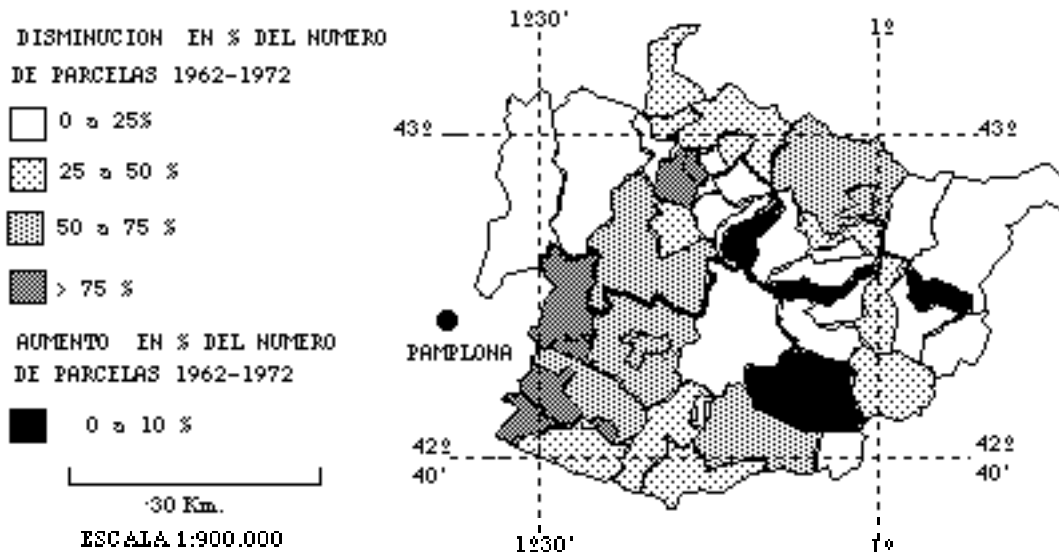 DISMINUCION EN % DEL NUMERO
DE PARCELAS 1962-1972
0 a 25%
25 a 50 %
50 a 75 %
> 75 %
AUMENTO EN % DEL NUMERO
DE PARCELAS 1962-1972
0 a 10 %
30 Km.
ESCALA 1:900.000
1º30'
1º
43º
43º
PAMPLONA
42º
40'
42º
40'
1º30'
1º